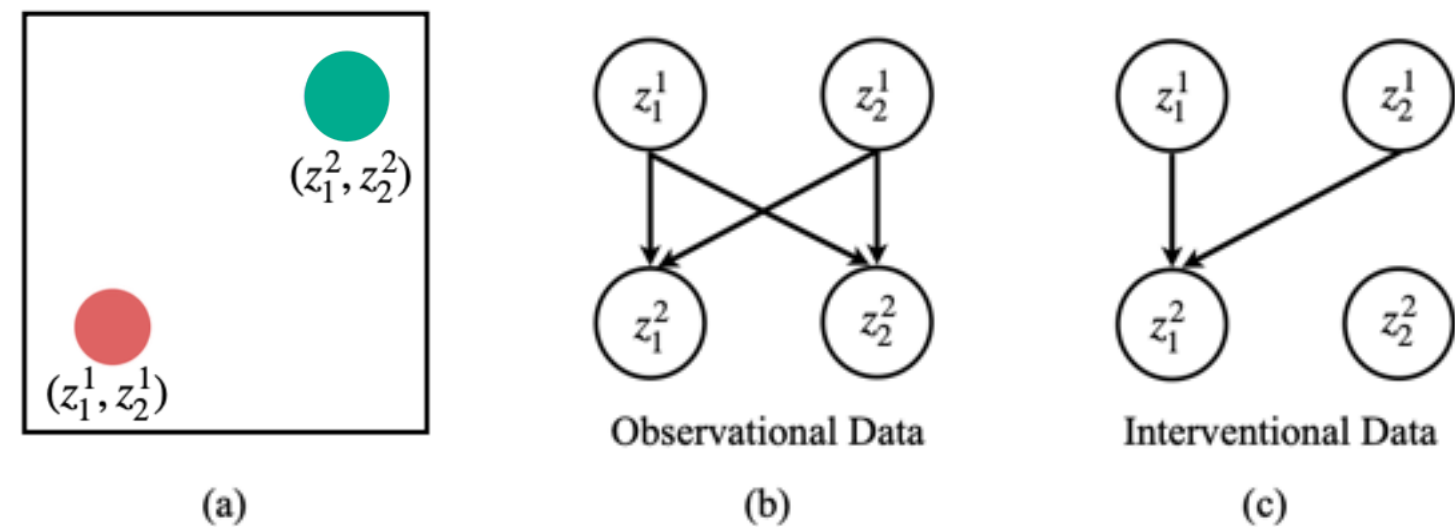 (z_1^2, z_2^2)
(z_1^1, z_2^1)
(a)
z_1^1 z_2^1
z_1^2 z_2^2
Observational Data
(b)
z_1^1 z_2^1
z_1^2 z_2^2
Interventional Data
(c)